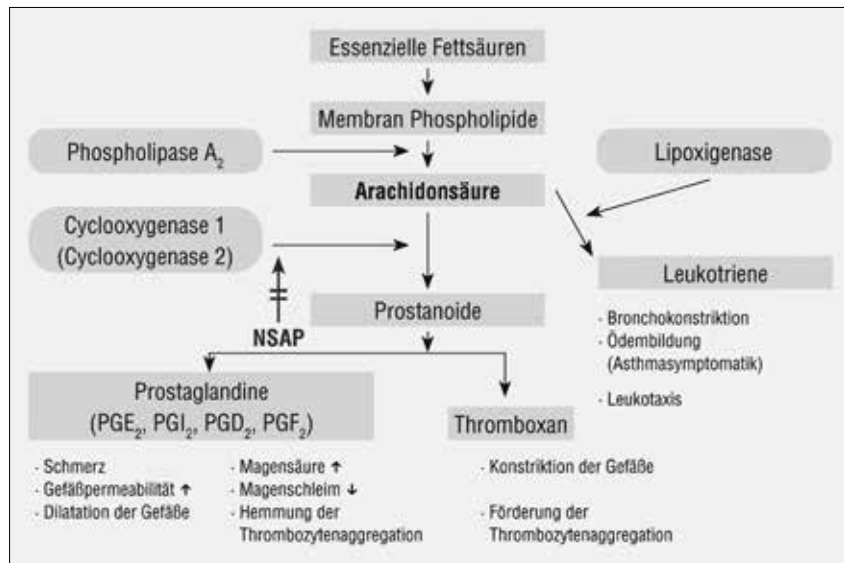 Essenzielle Fettsäuren
Membran Phospholipide
Phospholipase A₂
Lipoxigenase
Arachidonsäure
Cyclooxygenase 1
(Cyclooxygenase 2)
Leukotriene
· Bronchokonstriktion
· Ödembildung
(Asthmasymptomatik)
· Leukotaxis
Prostanoide
NSAP
Prostaglandine
(PGE₂, PGI₂, PGD₂, PGF₂)
Thromboxan
· Schmerz
· Gefäßpermeabilität ↑
· Dilatation der Gefäße
· Magensäure ↑
· Magenschleim ↓
· Hemmung der
Thrombozytenaggregation
· Konstriktion der Gefäße
· Förderung der
Thrombozytenaggregation